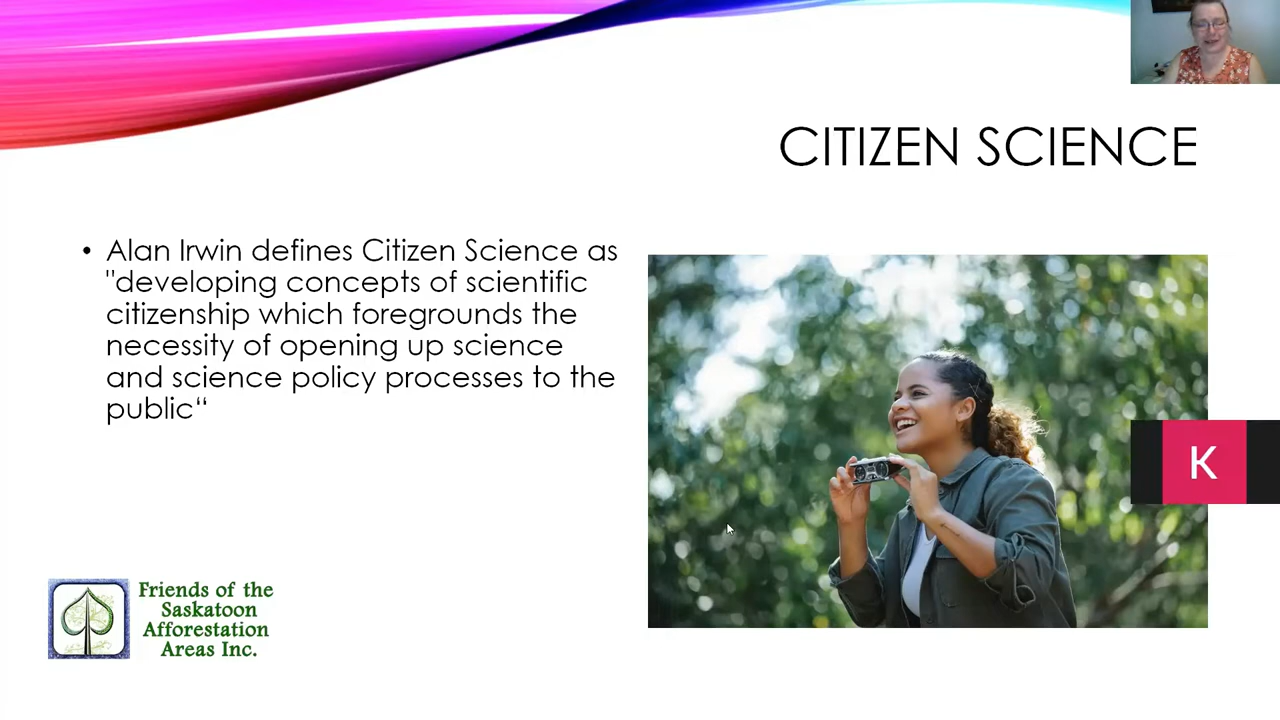 CITIZEN SCIENCE
• Alan Irwin defines Citizen Science as
"developing concepts of scientific
citizenship which foregrounds the
necessity of opening up science
and science policy processes to the
public“
K
Friends of the
Saskatoon
Afforestation
Areas Inc.